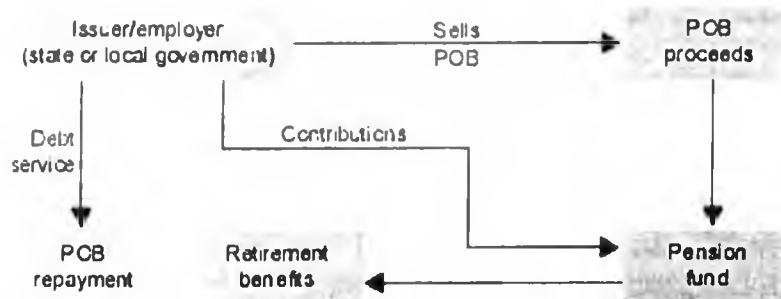 Issuer/employer
(state or local government)
Sells
POB
POB
proceeds
Debt
service
Contributions
POB
repayment
Retirement
benefits
Pension
fund